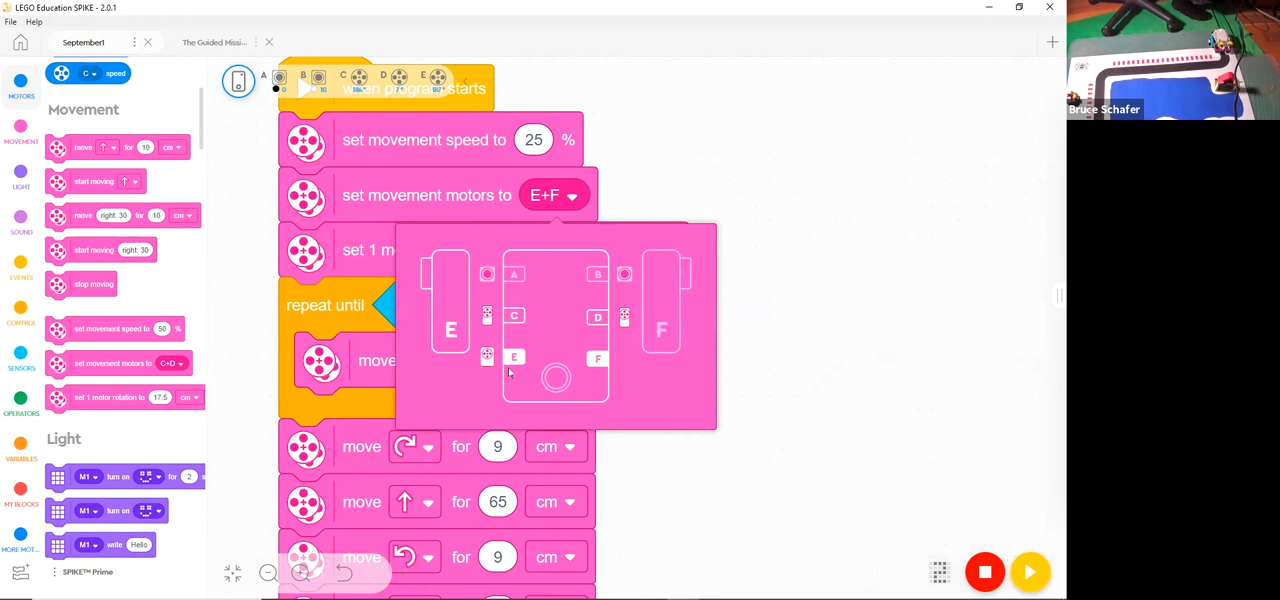 LEGO Education SPIKE - 2.0.1
File Help
September1
The Guided Missi...
MOTORS
MOVEMENT
LIGHT
SOUND
EVENTS
CONTROL
SENSORS
OPERATORS
VARIABLES
MY BLOCKS
MORE MOT...
C speed
Movement
move for 10 cm
start moving
move right: 30 for 10 cm
start moving right: 30
stop moving
set movement speed to 50 %
set movement motors to C+D
set 1 motor rotation to 17.5 cm
Light
M1 turn on for 2 s
M1 turn on
M1 write Hello
SPIKE™ Prime
A B C D E
0 10 184° 187°
when program starts
set movement speed to 25 %
set movement motors to E+F
set 1 m
repeat until
move
A B
C D
E F
E F
move for 9 cm
move for 65 cm
move for 9 cm
Bruce Schafer